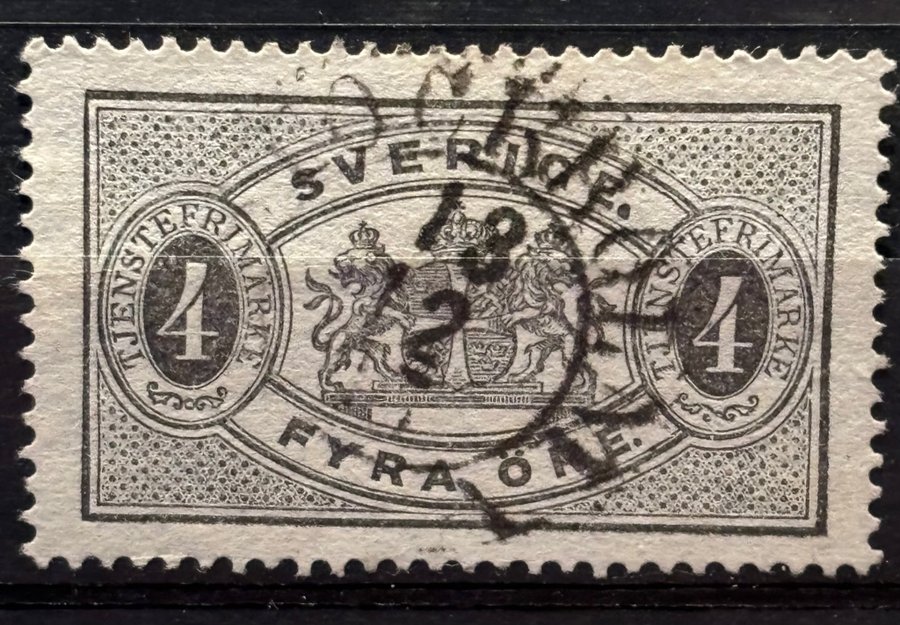 SVERIGE.
TJENSTEFRIMARKE
4
TJENSTEFRIMARKE
4
FYRA ÖRE.